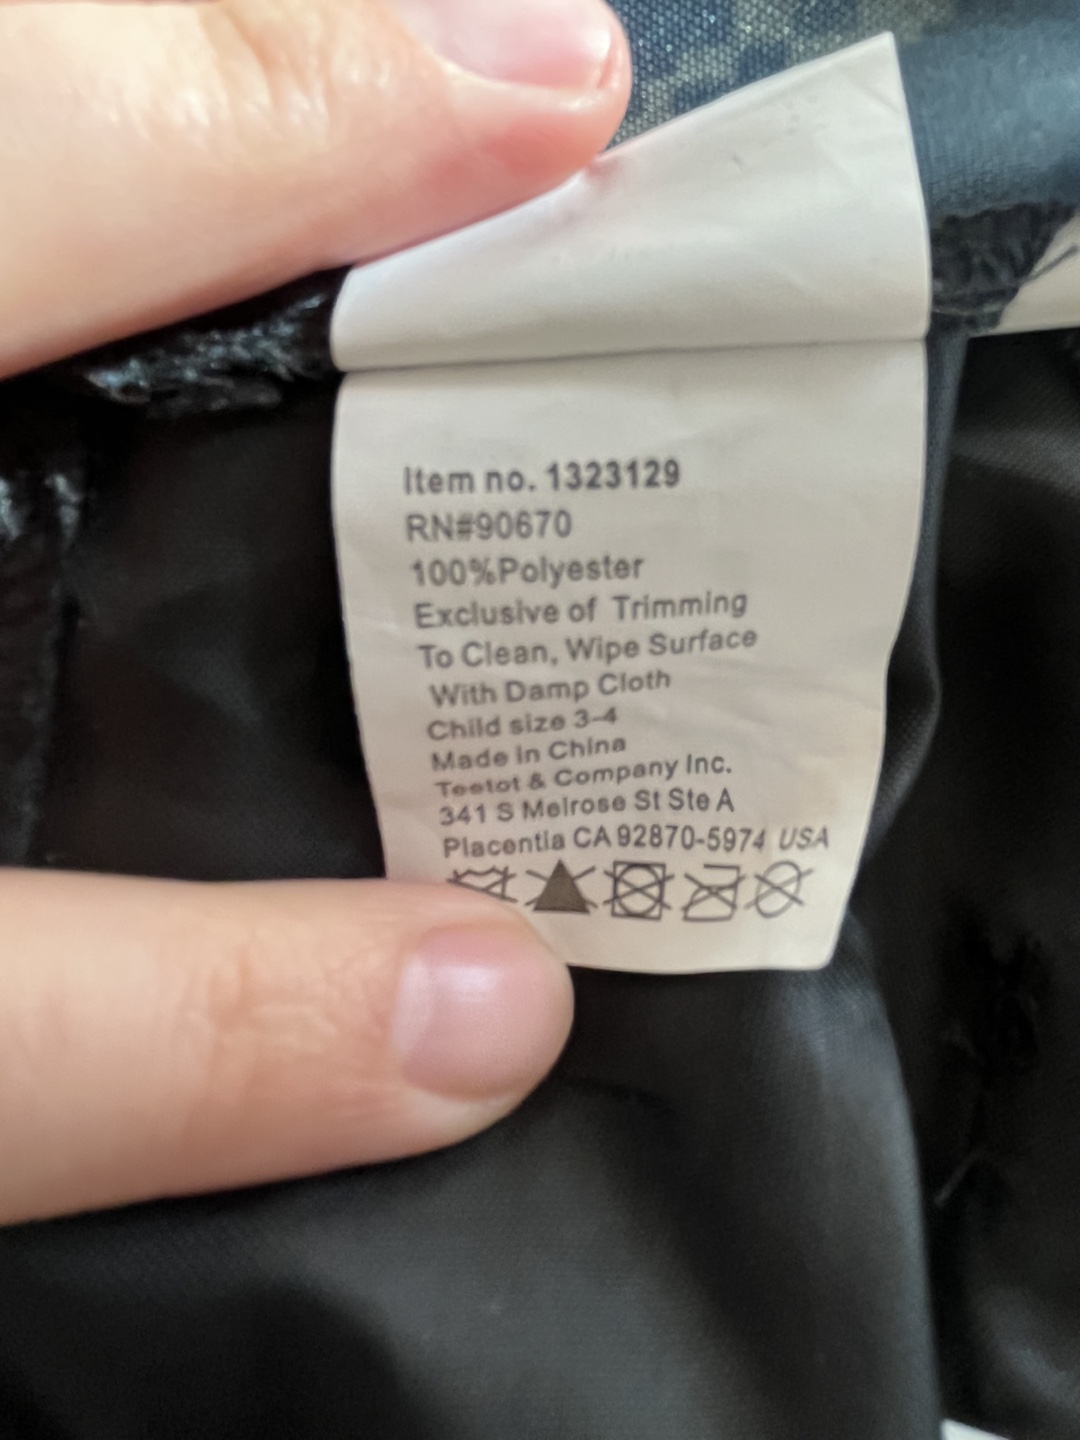 Item no. 1323129
RN#90670
100%Polyester
Exclusive of Trimming
To Clean, Wipe Surface
With Damp Cloth
Child size 3-4
Made in China
Teetot & Company Inc.
341 S Melrose St Ste A
Placentia CA 92870-5974 USA